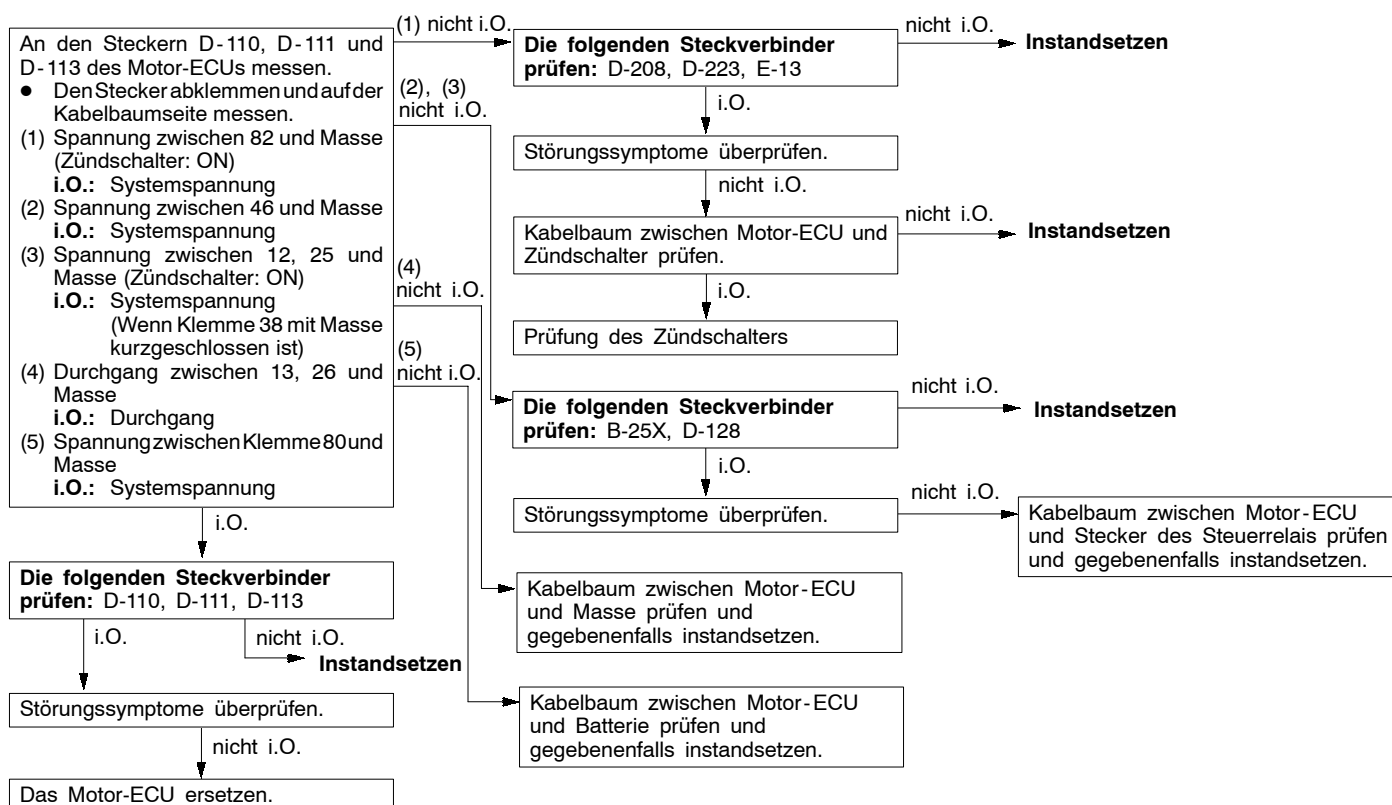 An den Steckern D-110, D-111 und
D-113 des Motor-ECUs messen.
● Den Stecker abklemmen und auf der
Kabelbaumseite messen.
(1) Spannung zwischen 82 und Masse
(Zündschalter: ON)
i.O.: Systemspannung
(2) Spannung zwischen 46 und Masse
i.O.: Systemspannung
(3) Spannung zwischen 12, 25 und
Masse (Zündschalter: ON)
i.O.: Systemspannung
(Wenn Klemme 38 mit Masse
kurzgeschlossen ist)
(4) Durchgang zwischen 13, 26 und
Masse
i.O.: Durchgang
(5) Spannung zwischen Klemme 80 und
Masse
i.O.: Systemspannung
i.O.
Die folgenden Steckverbinder
prüfen: D-110, D-111, D-113
i.O.
nicht i.O.
Instandsetzen
Störungssymptome überprüfen.
nicht i.O.
Das Motor-ECU ersetzen.
(1) nicht i.O.
Die folgenden Steckverbinder
prüfen: D-208, D-223, E-13
nicht i.O.
Instandsetzen
i.O.
Störungssymptome überprüfen.
nicht i.O.
Kabelbaum zwischen Motor-ECU und
Zündschalter prüfen.
nicht i.O.
Instandsetzen
i.O.
Prüfung des Zündschalters
(2), (3)
nicht i.O.
Die folgenden Steckverbinder
prüfen: B-25X, D-128
nicht i.O.
Instandsetzen
i.O.
Störungssymptome überprüfen.
nicht i.O.
Kabelbaum zwischen Motor-ECU
und Stecker des Steuerrelais prüfen
und gegebenenfalls instandsetzen.
(4)
nicht i.O.
Kabelbaum zwischen Motor-ECU
und Masse prüfen und
gegebenenfalls instandsetzen.
(5)
nicht i.O.
Kabelbaum zwischen Motor-ECU
und Batterie prüfen und
gegebenenfalls instandsetzen.